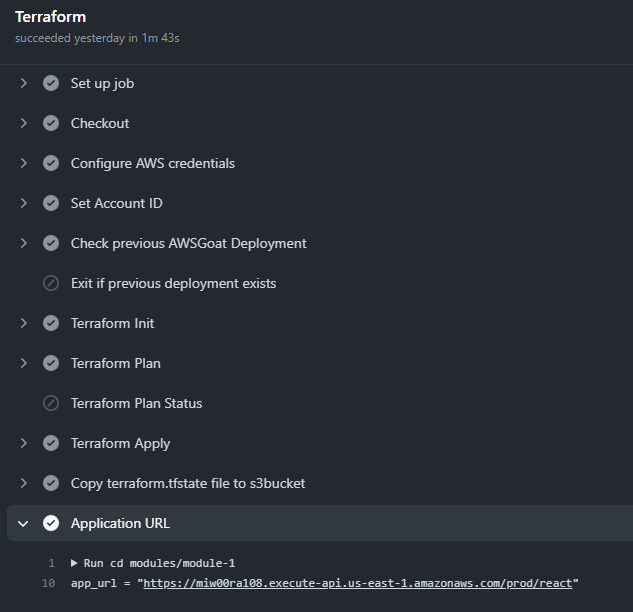 Terraform
succeeded yesterday in 1m 43s
Set up job
Checkout
Configure AWS credentials
Set Account ID
Check previous AWSGoat Deployment
Exit if previous deployment exists
Terraform Init
Terraform Plan
Terraform Plan Status
Terraform Apply
Copy terraform.tfstate file to s3bucket
Application URL
1 ▶ Run cd modules/module-1
10 app_url = "https://miw00ra108.execute-api.us-east-1.amazonaws.com/prod/react"